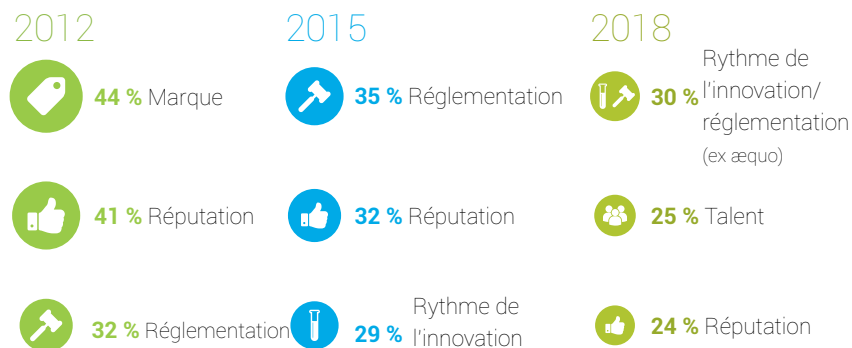 2012
44 % Marque
41 % Réputation
32 % Réglementation
2015
35 % Réglementation
32 % Réputation
29 % Rythme de
l'innovation
2018
30 % Rythme de
l'innovation/
réglementation
(ex æquo)
25 % Talent
24 % Réputation